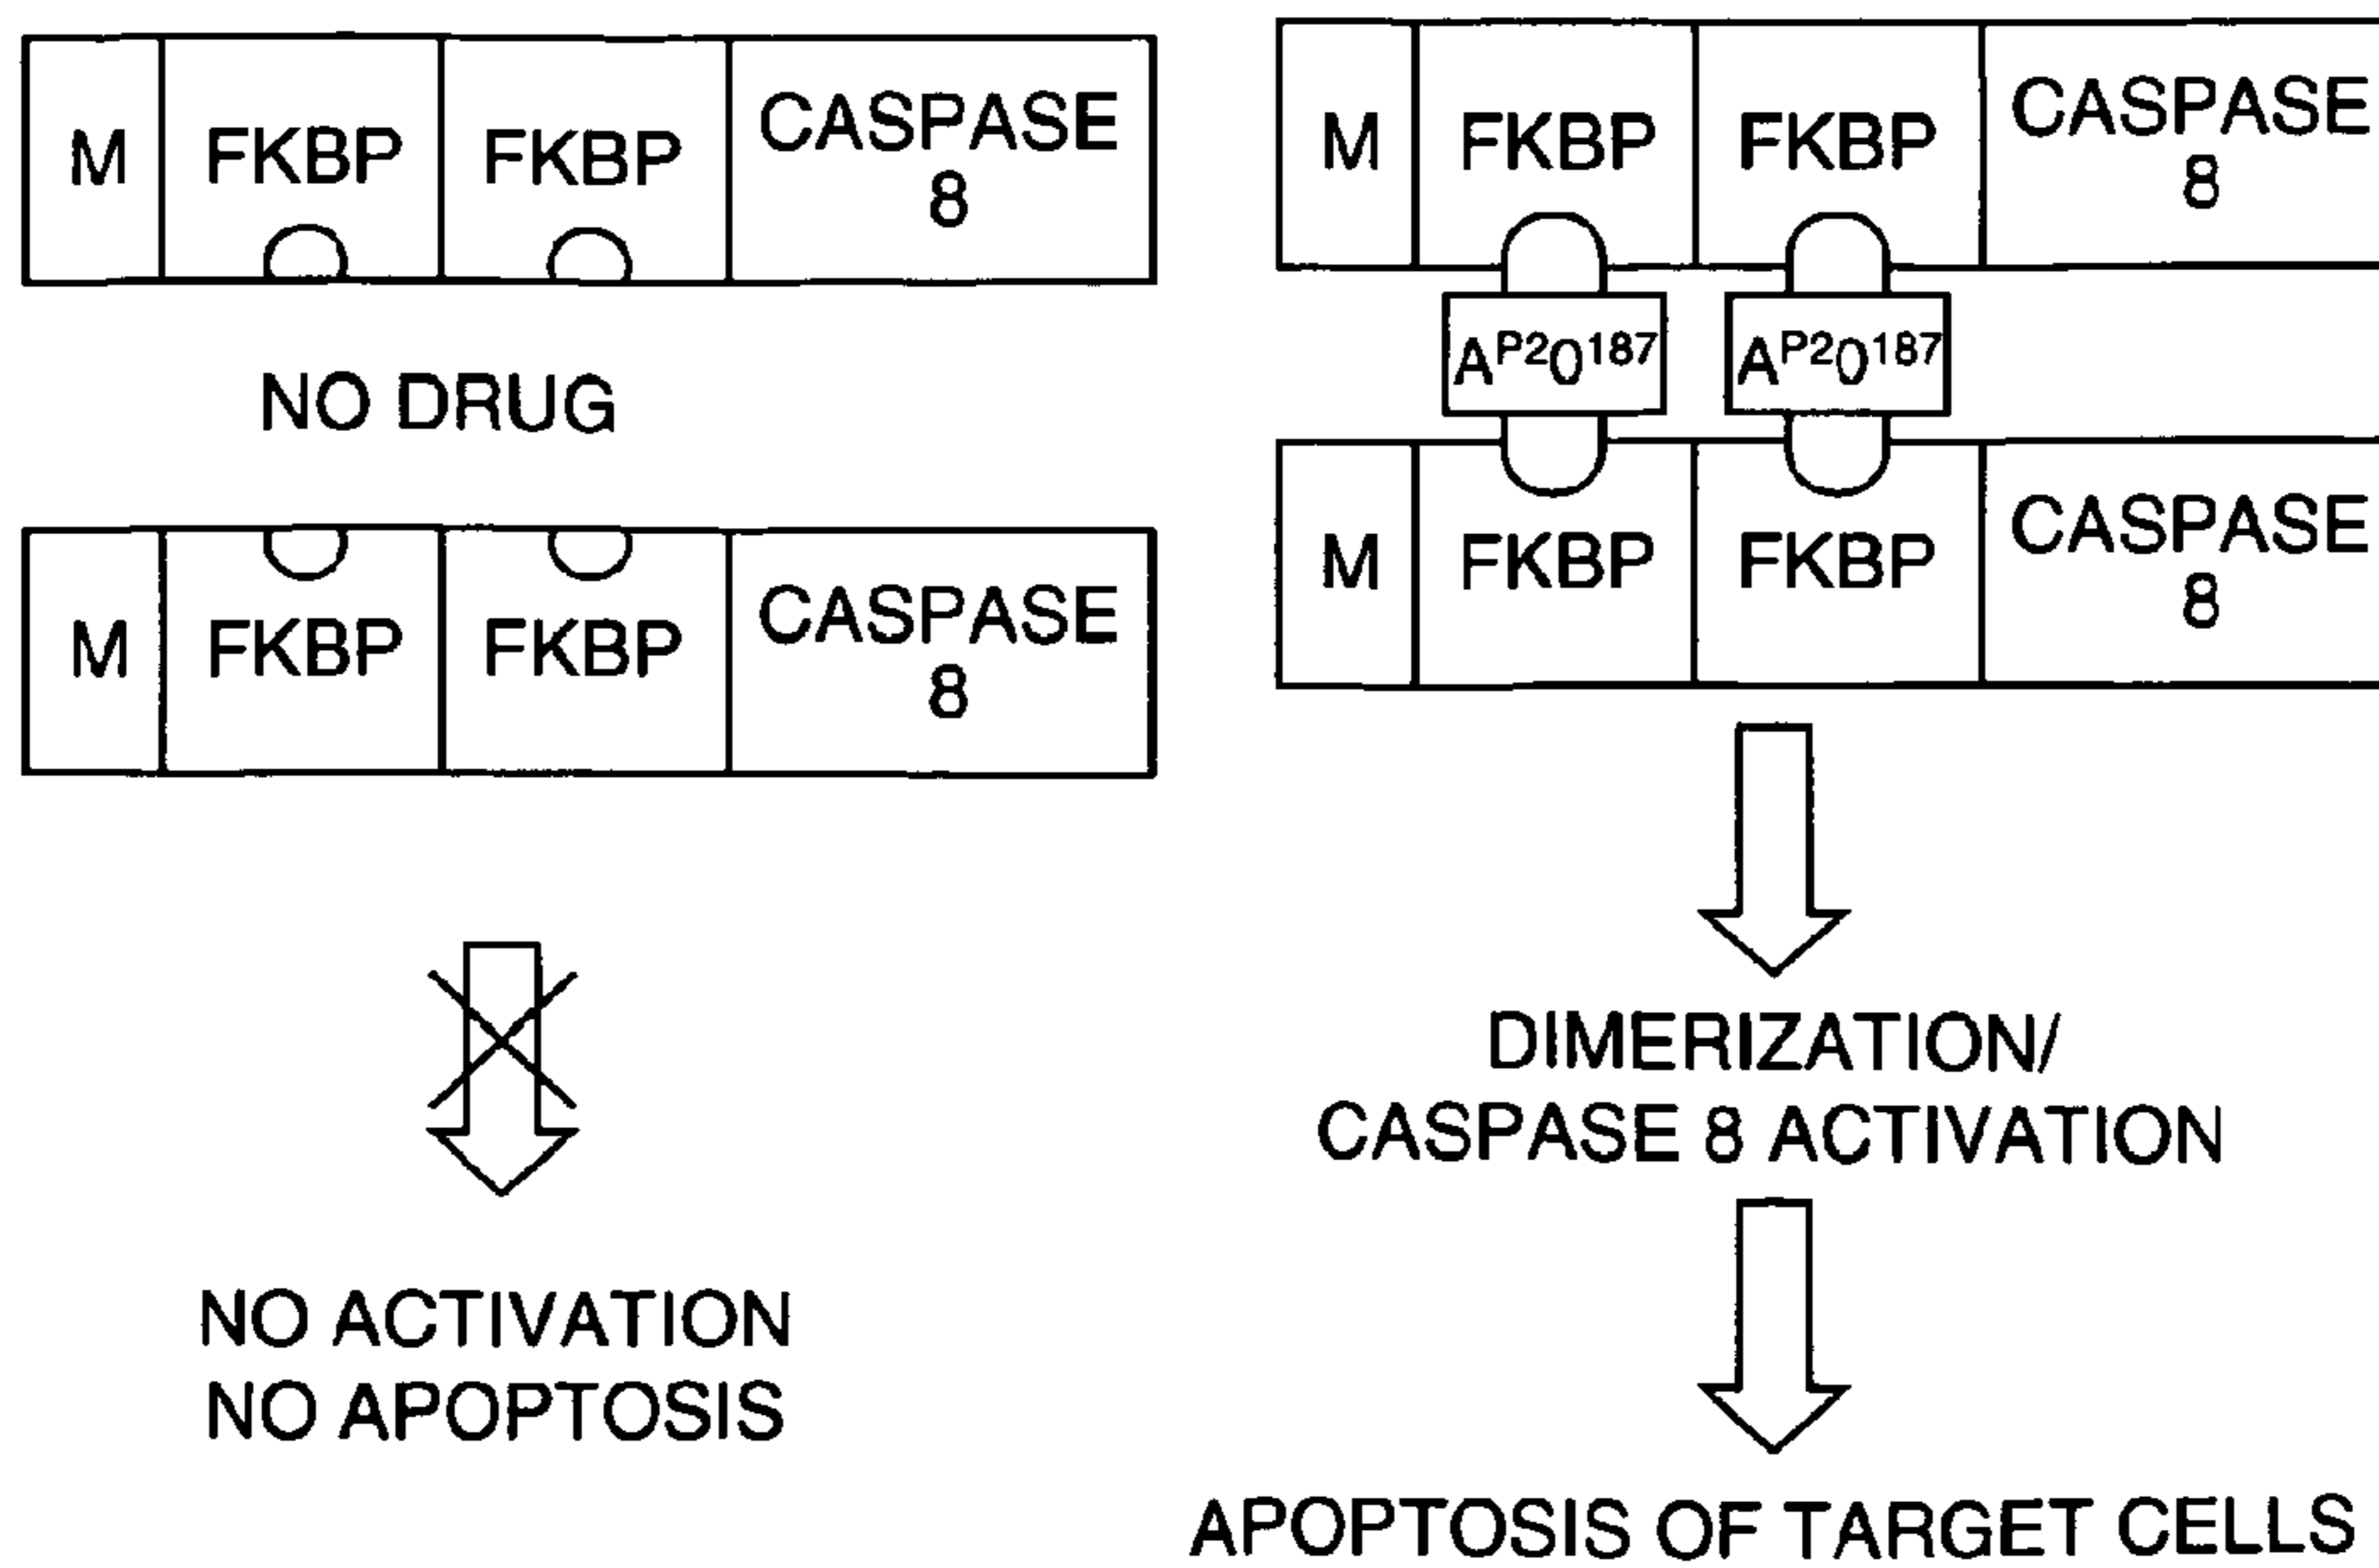 M FKBP FKBP CASPASE 8
NO DRUG
M FKBP FKBP CASPASE 8
NO ACTIVATION
NO APOPTOSIS
M FKBP FKBP CASPASE 8
AP20187 AP20187
M FKBP FKBP CASPASE 8
DIMERIZATION/
CASPASE 8 ACTIVATION
APOPTOSIS OF TARGET CELLS